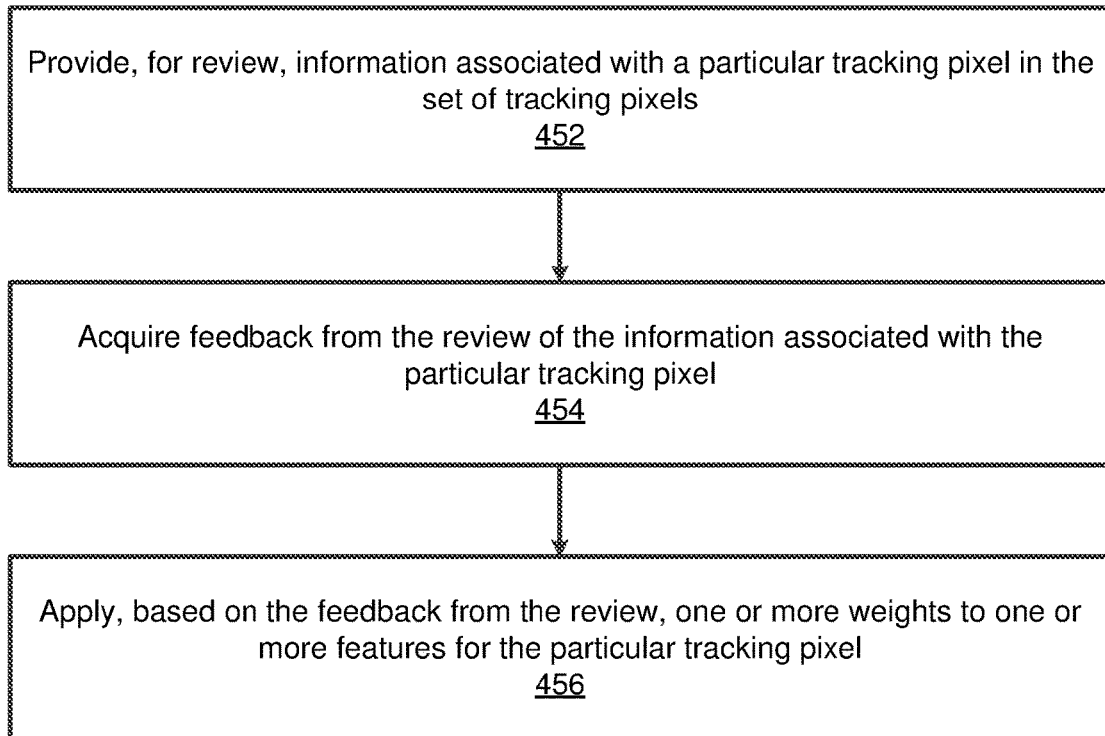 Provide, for review, information associated with a particular tracking pixel in the
set of tracking pixels
452
Acquire feedback from the review of the information associated with the
particular tracking pixel
454
Apply, based on the feedback from the review, one or more weights to one or
more features for the particular tracking pixel
456